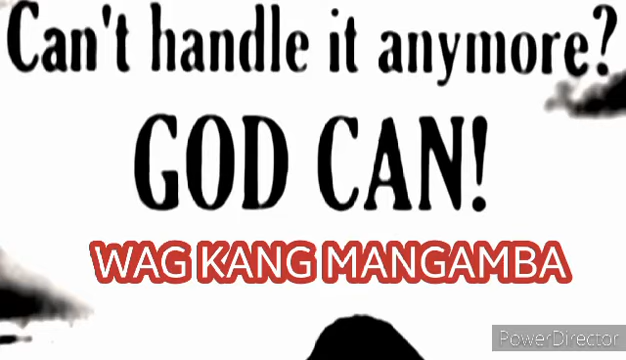 Can't handle it anymore?
GOD CAN!
WAG KANG MANGAMBA
PowerDirector